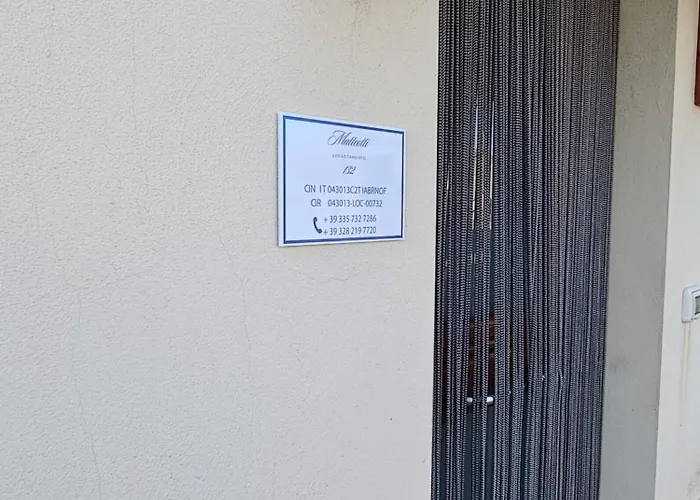 Matteotti
APPARTAMENTO
132
CIN IT043013C2TIABRNOF
CIR 043013-LOC-00732
+39 335 732 7286
+39 328 219 7720